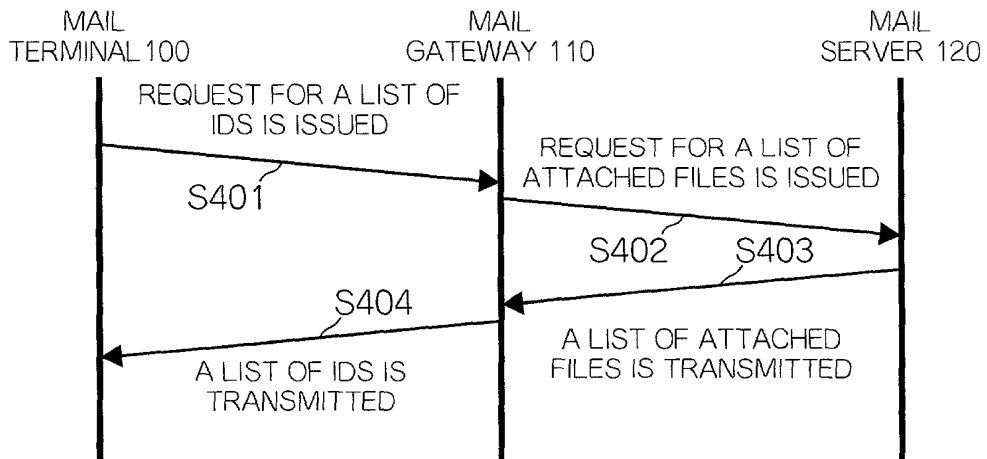 MAIL
TERMINAL 100
MAIL
GATEWAY 110
MAIL
SERVER 120
REQUEST FOR A LIST OF
IDS IS ISSUED
S401
REQUEST FOR A LIST OF
ATTACHED FILES IS ISSUED
S402
S403
A LIST OF ATTACHED
FILES IS TRANSMITTED
S404
A LIST OF IDS IS
TRANSMITTED